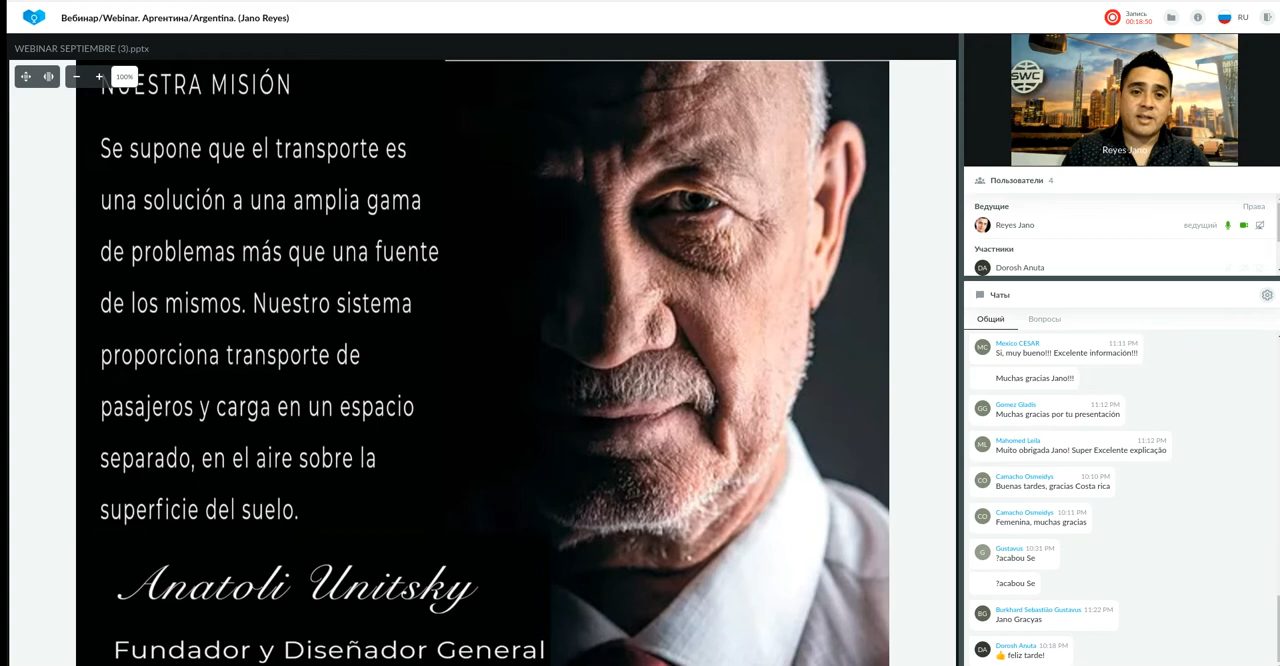 Вебинар/Webinar. Аргентина/Argentina. (Jano Reyes)
Запись
00:18:50
RU
WEBINAR SEPTIEMBRE (3).pptx
100%
NUESTRA MISIÓN
Se supone que el transporte es
una solución a una amplia gama
de problemas más que una fuente
de los mismos. Nuestro sistema
proporciona transporte de
pasajeros y carga en un espacio
separado, en el aire sobre la
superficie del suelo.
Anatoli Unitsky
Fundador y Diseñador General
SWC
Reyes Jano
Пользователи 4
Ведущие Права
Reyes Jano ведущий
Участники
DA Dorosh Anuta
Чаты
Общий Вопросы
MC Mexico CESAR 11:11 PM
Si, muy bueno!!! Excelente información!!!
Muchas gracias Jano!!!
GG Gomez Gladis 11:12 PM
Muchas gracias por tu presentación
ML Mahomed Leila 11:12 PM
Muito obrigada Jano! Super Excelente explicação
CO Camacho Osmeidys 10:10 PM
Buenas tardes, gracias Costa rica
CO Camacho Osmeidys 10:11 PM
Femenina, muchas gracias
G Gustavus 10:31 PM
?acabou Se
?acabou Se
BG Burkhard Sebastião Gustavus 11:22 PM
Jano Gracyas
DA Dorosh Anuta 10:18 PM
👍 feliz tarde!